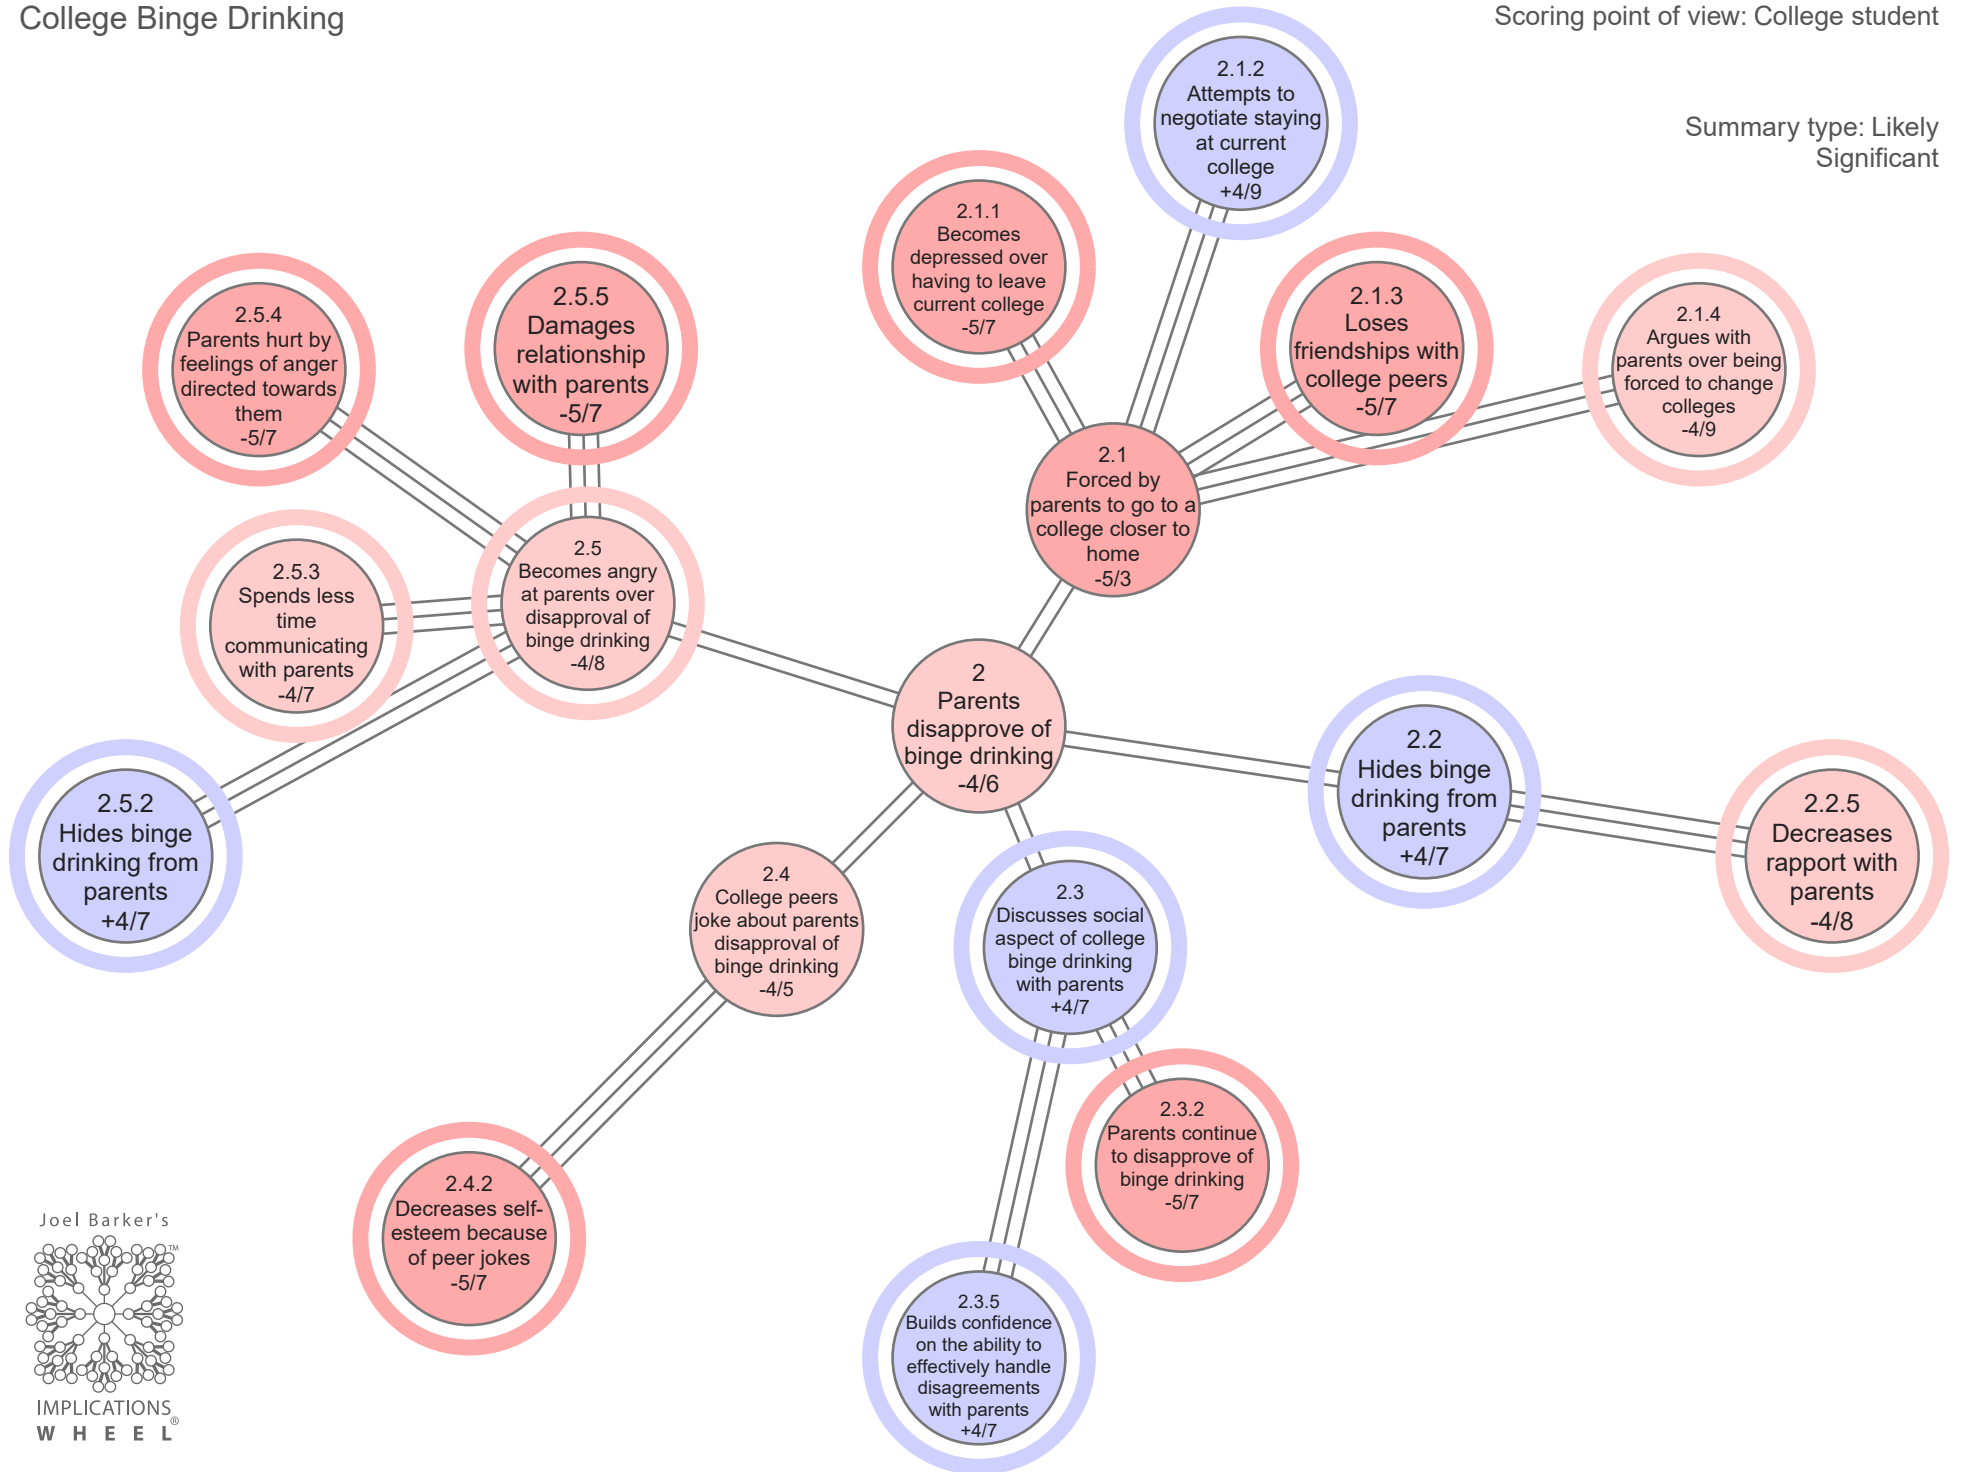 College Binge Drinking
Scoring point of view: College student
Summary type: Likely
Significant
2.1.2
Attempts to
negotiate staying
at current
college
+4/9
2.1.1
Becomes
depressed over
having to leave
current college
-5/7
2.1.3
Loses
friendships with
college peers
-5/7
2.1.4
Argues with
parents over being
forced to change
colleges
-4/9
2.5.4
Parents hurt by
feelings of anger
directed towards
them
-5/7
2.5.5
Damages
relationship
with parents
-5/7
2.1
Forced by
parents to go to a
college closer to
home
-5/3
2.5.3
Spends less
time
communicating
with parents
-4/7
2.5
Becomes angry
at parents over
disapproval of
binge drinking
-4/8
2
Parents
disapprove of
binge drinking
-4/6
2.5.2
Hides binge
drinking from
parents
+4/7
2.2
Hides binge
drinking from
parents
+4/7
2.2.5
Decreases
rapport with
parents
-4/8
2.4
College peers
joke about parents
disapproval of
binge drinking
-4/5
2.3
Discusses social
aspect of college
binge drinking
with parents
+4/7
2.3.2
Parents continue
to disapprove of
binge drinking
-5/7
2.4.2
Decreases self-
esteem because
of peer jokes
-5/7
2.3.5
Builds confidence
on the ability to
effectively handle
disagreements
with parents
+4/7
Joel Barker's
TM
IMPLICATIONS
WHEEL®